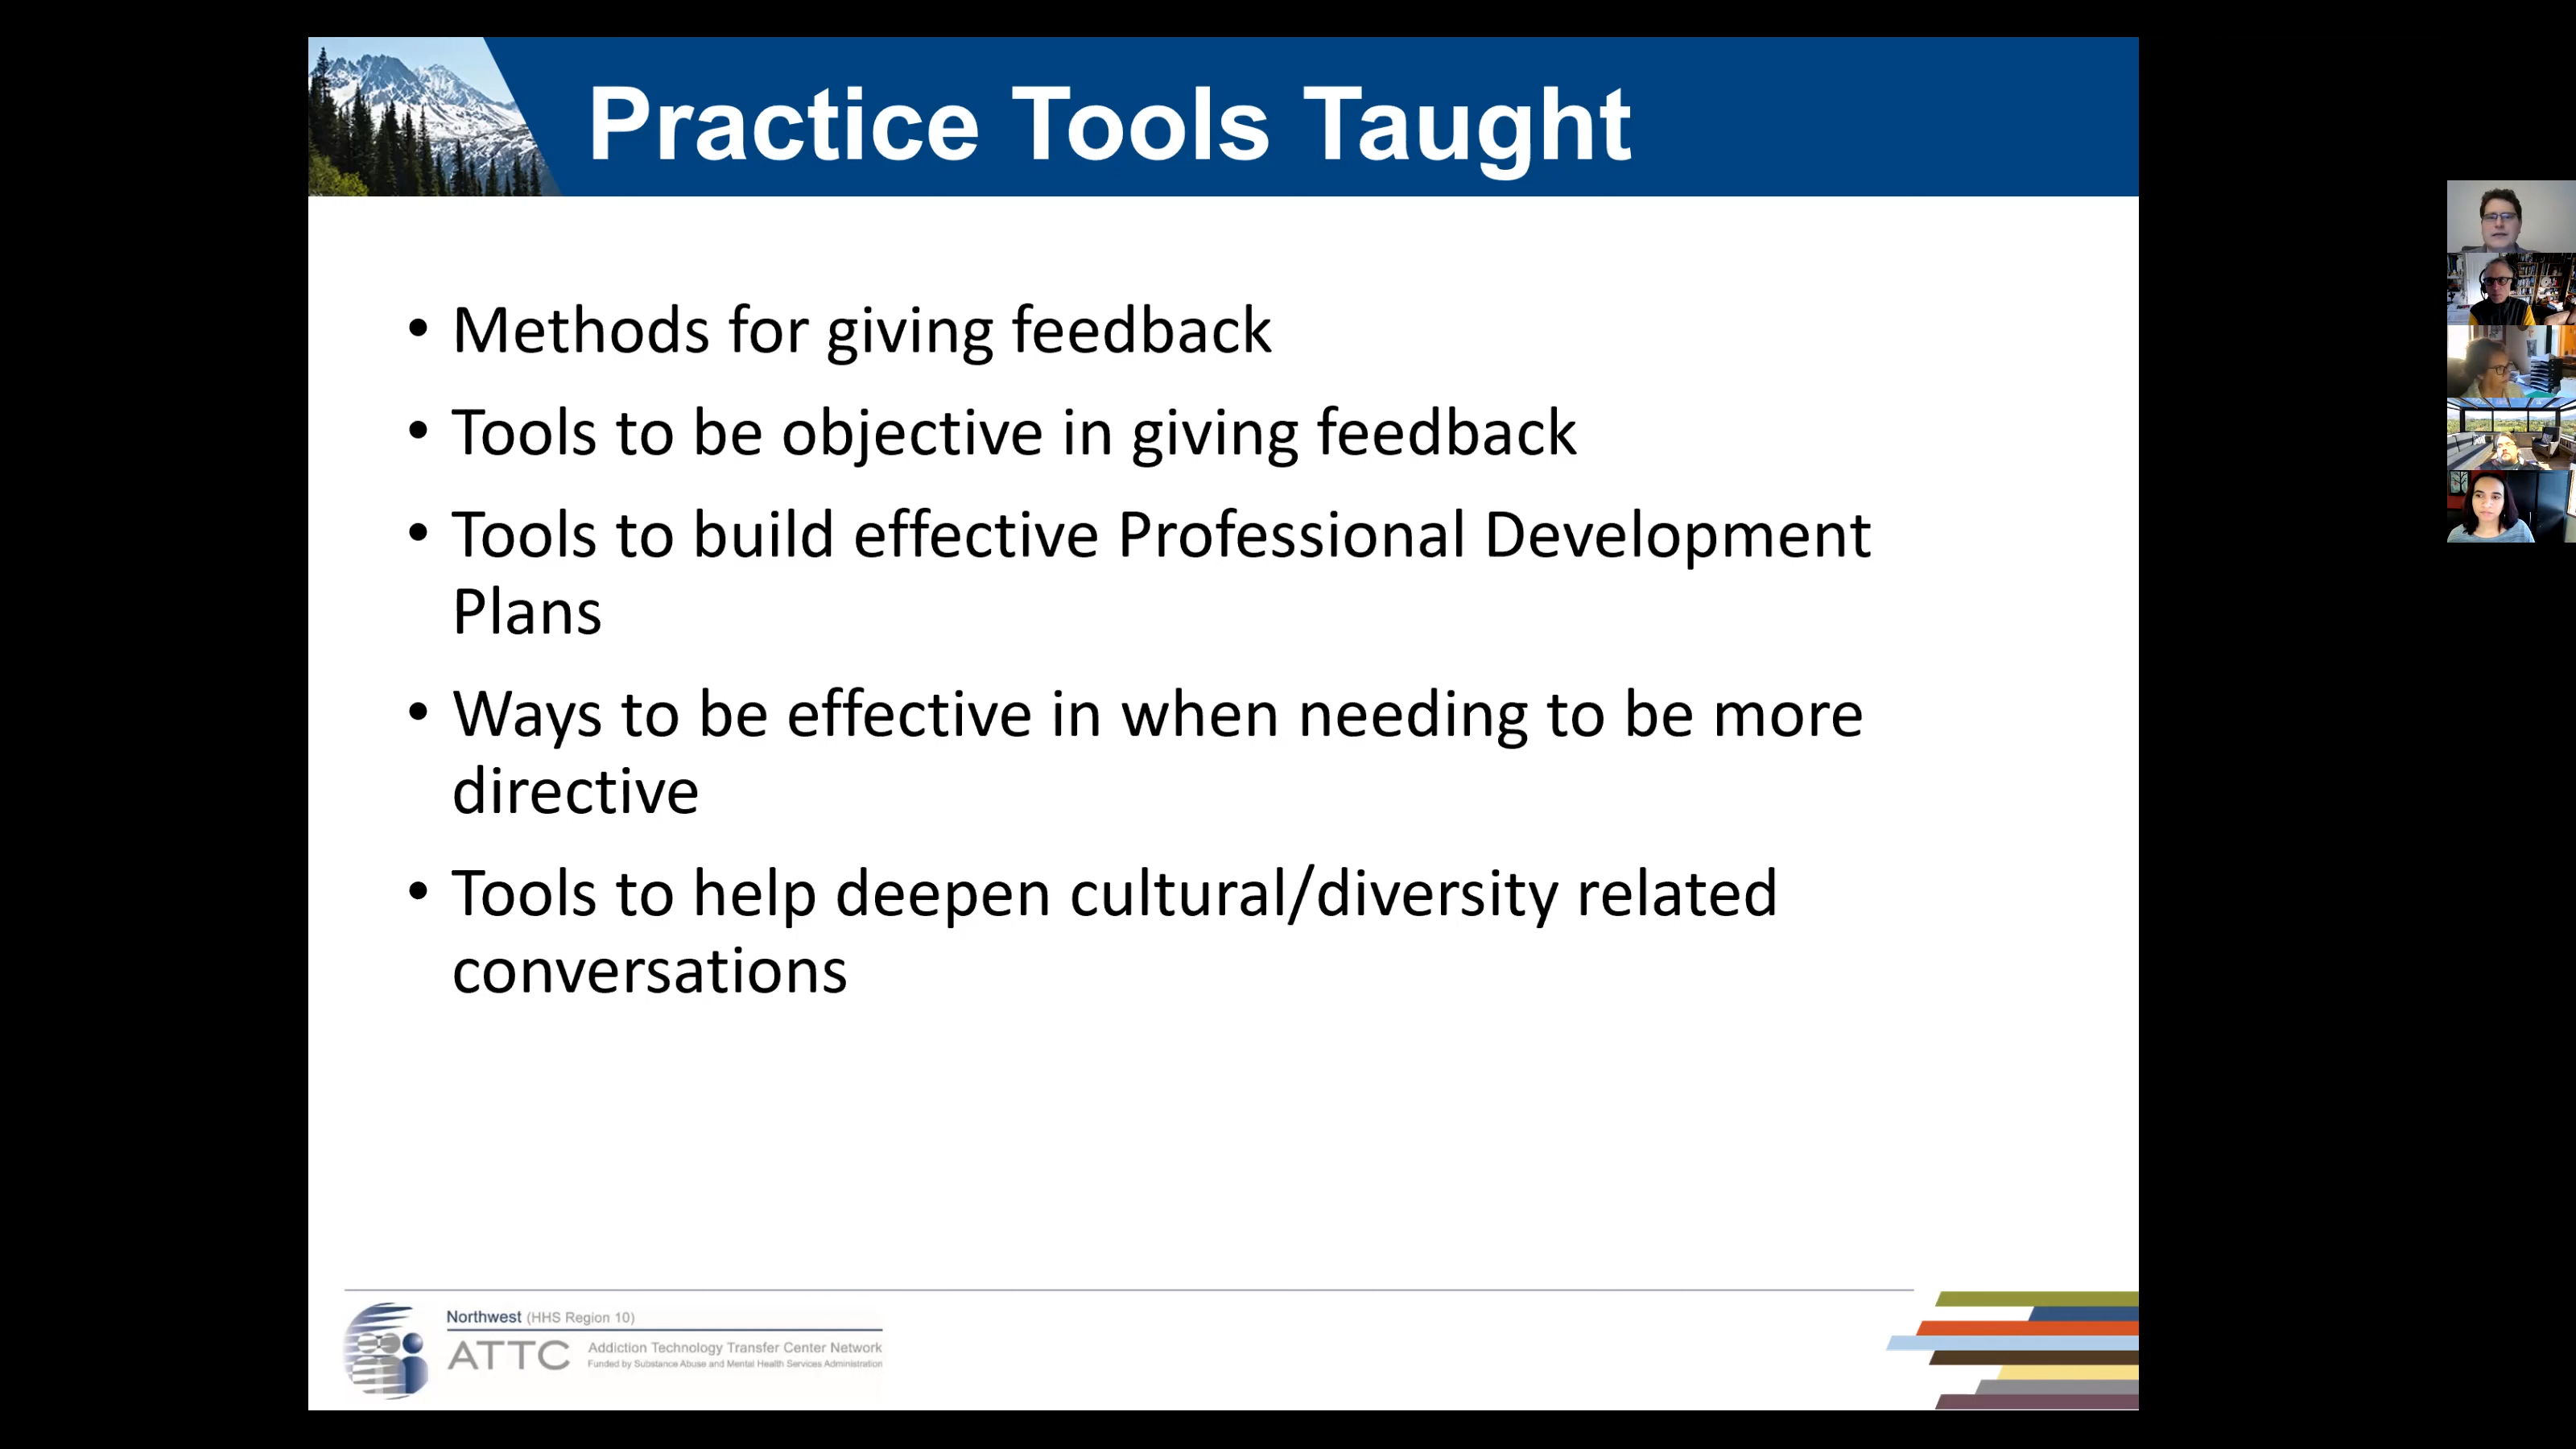 Practice Tools Taught
• Methods for giving feedback
• Tools to be objective in giving feedback
• Tools to build effective Professional Development
Plans
• Ways to be effective in when needing to be more
directive
• Tools to help deepen cultural/diversity related
conversations
Northwest (HHS Region 10)
ATTC
Addiction Technology Transfer Center Network
Funded by Substance Abuse and Mental Health Services Administration